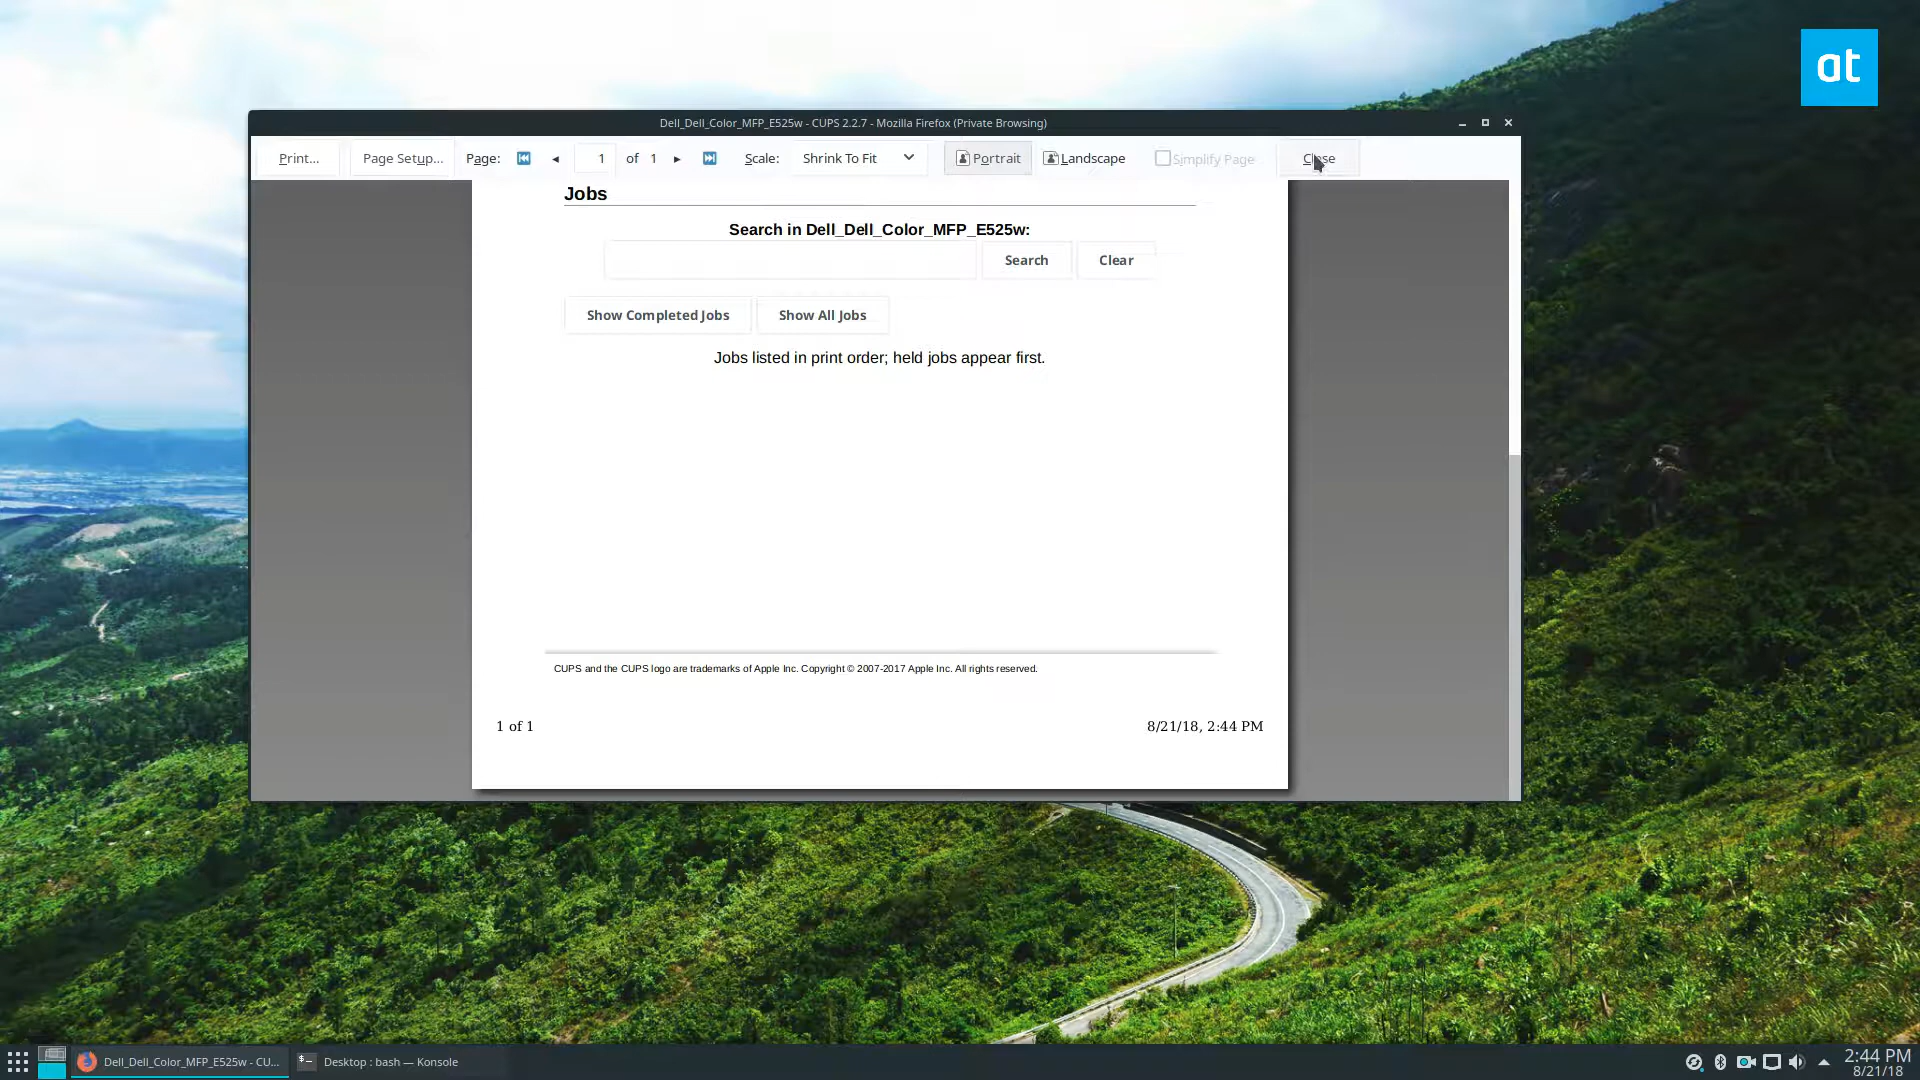 at
Dell_Dell_Color_MFP_E525w - CUPS 2.2.7 - Mozilla Firefox (Private Browsing)
Print... Page Setup... Page: 1 of 1 Scale: Shrink To Fit Portrait Landscape Simplify Page Close
Jobs
Search in Dell_Dell_Color_MFP_E525w:
Search Clear
Show Completed Jobs Show All Jobs
Jobs listed in print order; held jobs appear first.
CUPS and the CUPS logo are trademarks of Apple Inc. Copyright © 2007-2017 Apple Inc. All rights reserved.
1 of 1 8/21/18, 2:44 PM
Dell_Dell_Color_MFP_E525w - CU... Desktop : bash — Konsole 2:44 PM
8/21/18